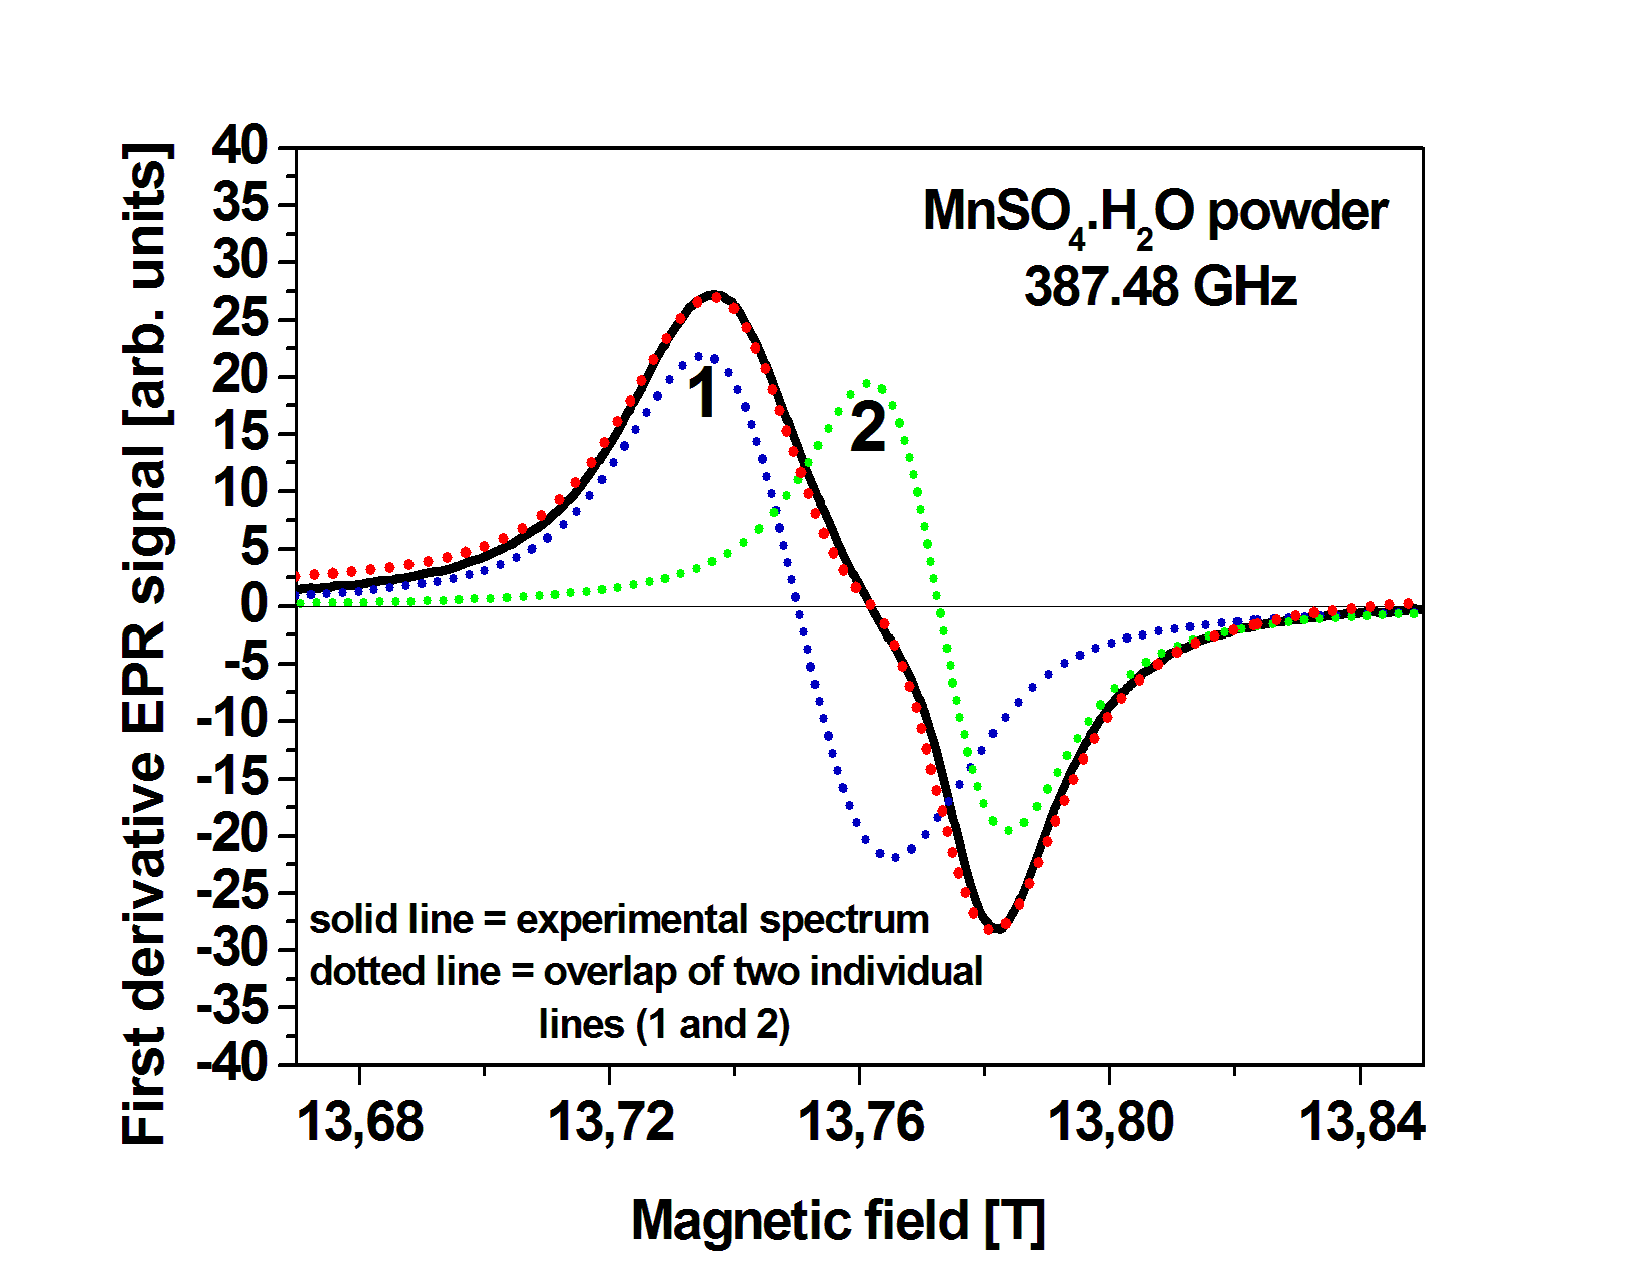 MnSO4.H2O powder
387.48 GHz
1
2
solid line = experimental spectrum
dotted line = overlap of two individual
lines (1 and 2)
First derivative EPR signal [arb. units]
40
35
30
25
20
15
10
5
0
-5
-10
-15
-20
-25
-30
-35
-40
13,68 13,72 13,76 13,80 13,84
Magnetic field [T]